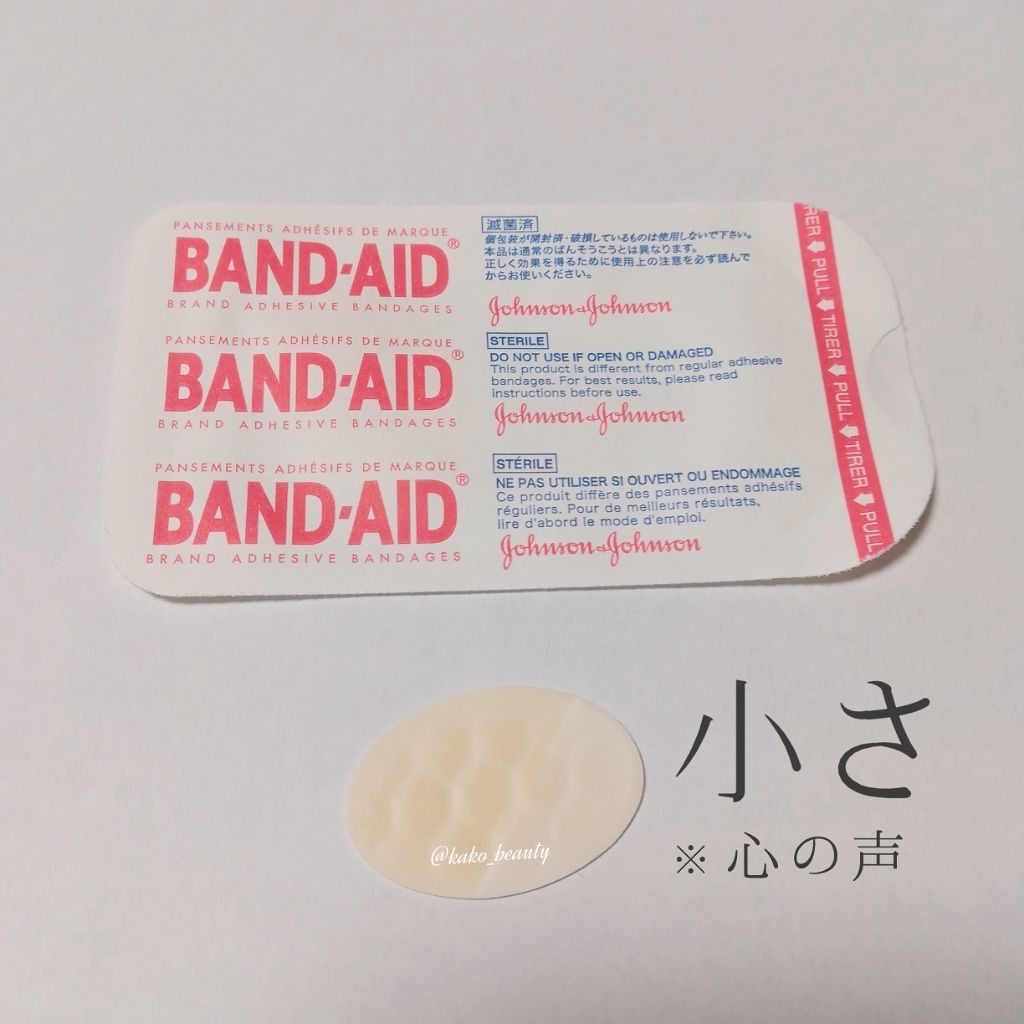 PANSEMENTS ADHÉSIFS DE MARQUE
BAND-AID®
BRAND ADHESIVE BANDAGES
PANSEMENTS ADHÉSIFS DE MARQUE
BAND-AID®
BRAND ADHESIVE BANDAGES
PANSEMENTS ADHÉSIFS DE MARQUE
BAND-AID®
BRAND ADHESIVE BANDAGES
滅菌済
個包装が開封済・破損しているものは使用しないで下さい。
本品は通常のばんそうこうとは異なります。
正しく効果を得るために使用上の注意を必ず読んで
からお使いください。
Johnson & Johnson
STERILE
DO NOT USE IF OPEN OR DAMAGED
This product is different from regular adhesive
bandages. For best results, please read
instructions before use.
Johnson & Johnson
STÉRILE
NE PAS UTILISER SI OUVERT OU ENDOMMAGE
Ce produit diffère des pansements adhésifs
réguliers. Pour de meilleurs résultats,
lire d'abord le mode d'emploi.
Johnson & Johnson
RER PULL TIRER PULL TIRER PULL
小さ
※心の声
@kako_beauty